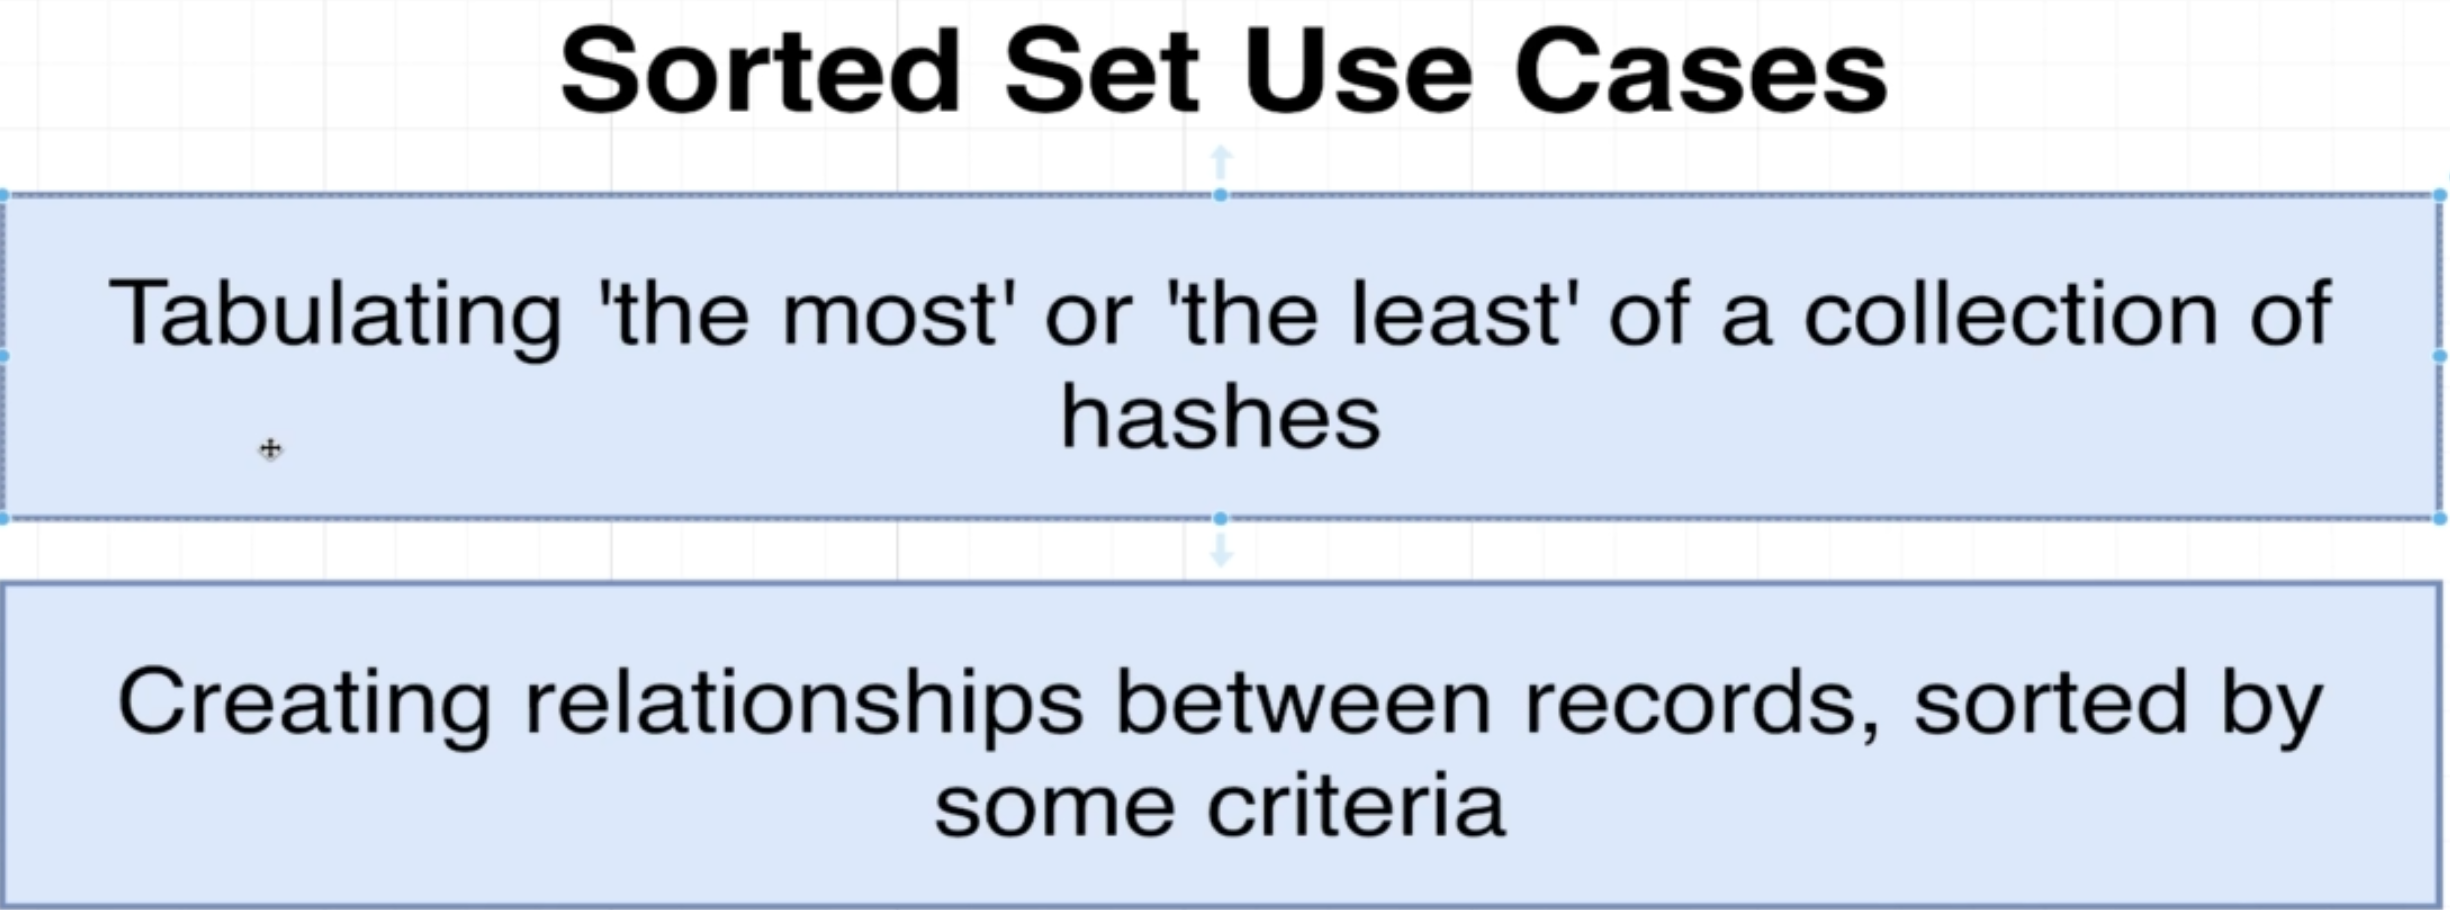 Sorted Set Use Cases
Tabulating 'the most' or 'the least' of a collection of
hashes
Creating relationships between records, sorted by
some criteria